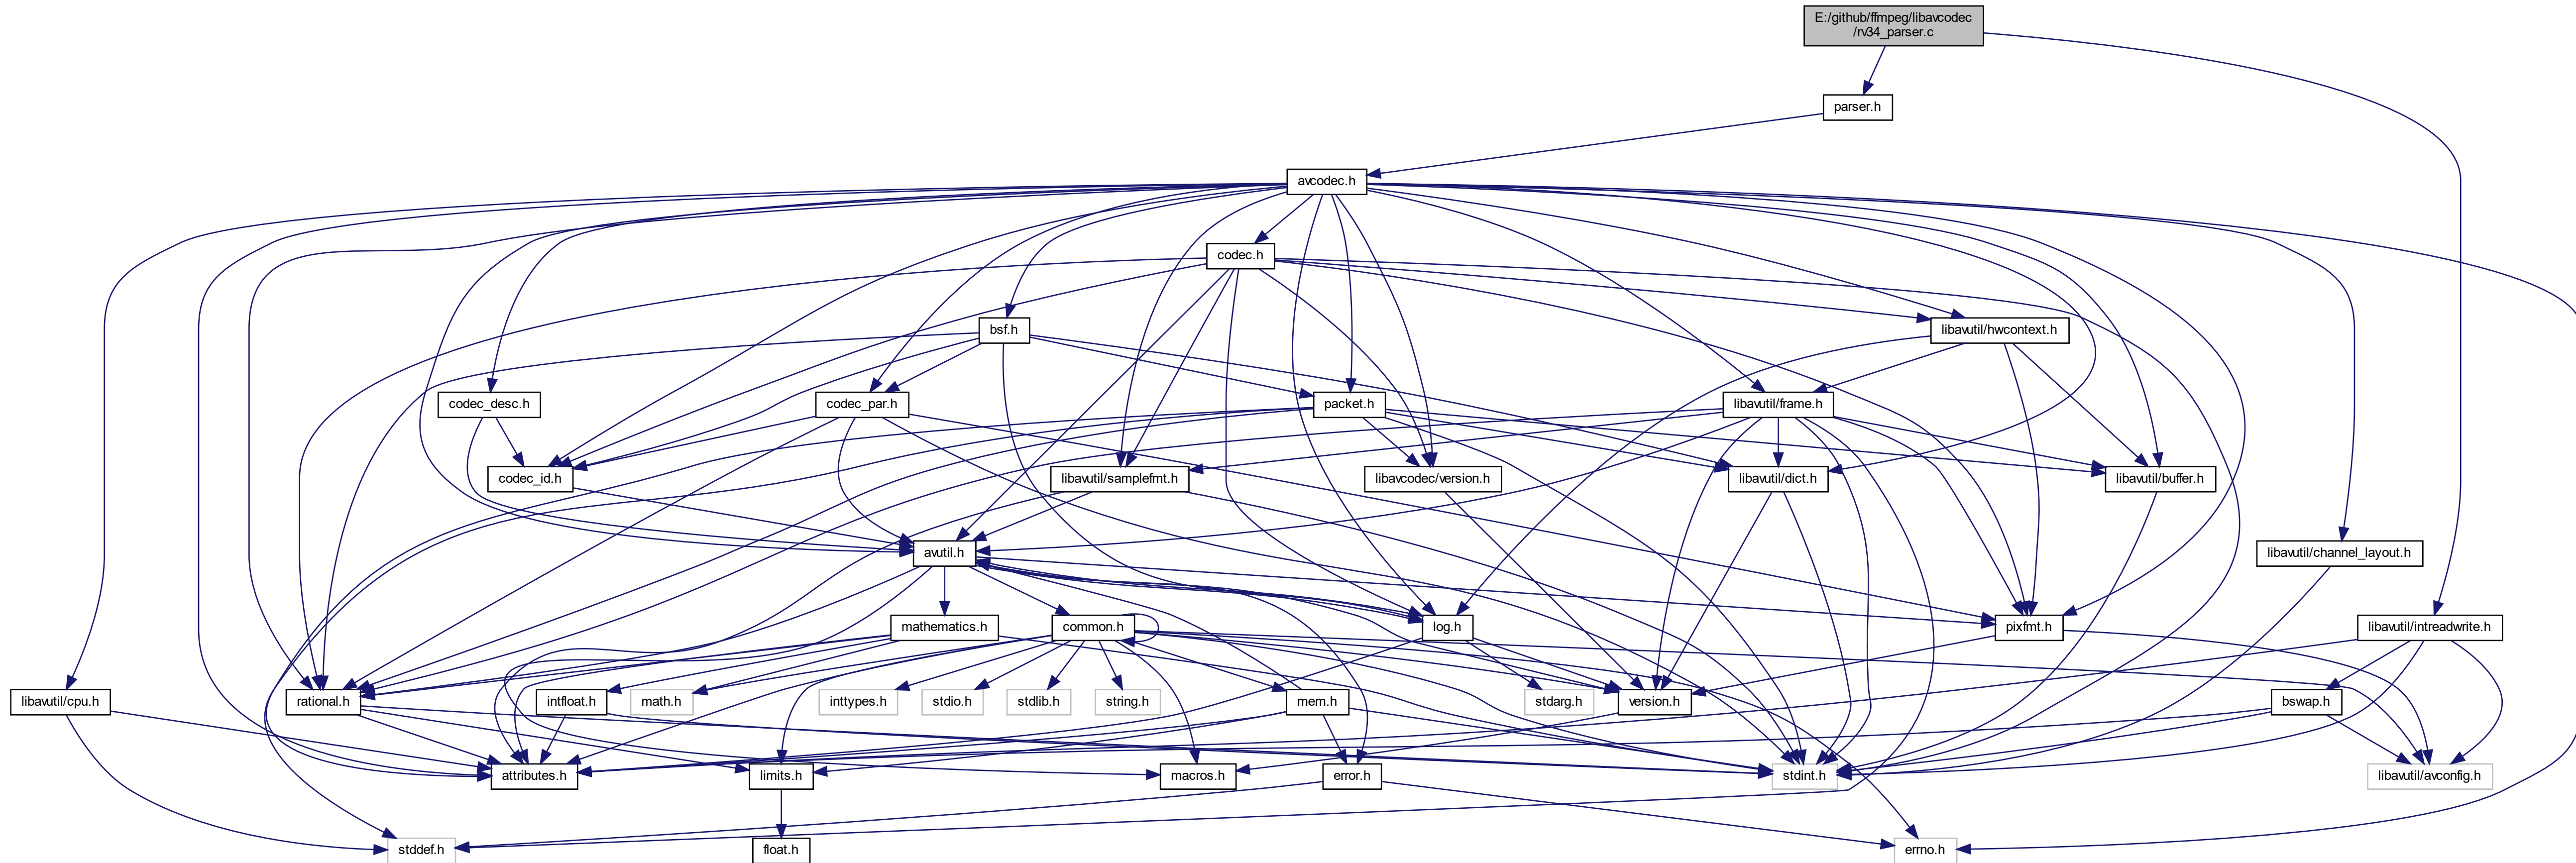 E:/github/ffmpeg/libavcodec
/rv34_parser.c
parser.h
avcodec.h
codec.h
bsf.h
libavutil/hwcontext.h
codec_desc.h
codec_par.h
packet.h
libavutil/frame.h
codec_id.h
libavutil/samplefmt.h
libavcodec/version.h
libavutil/dict.h
libavutil/buffer.h
avutil.h
libavutil/channel_layout.h
mathematics.h
common.h
log.h
pixfmt.h
libavutil/intreadwrite.h
libavutil/cpu.h
rational.h
intfloat.h
math.h
inttypes.h
stdio.h
stdlib.h
string.h
mem.h
stdarg.h
version.h
bswap.h
attributes.h
limits.h
macros.h
error.h
stdint.h
libavutil/avconfig.h
stddef.h
float.h
errno.h